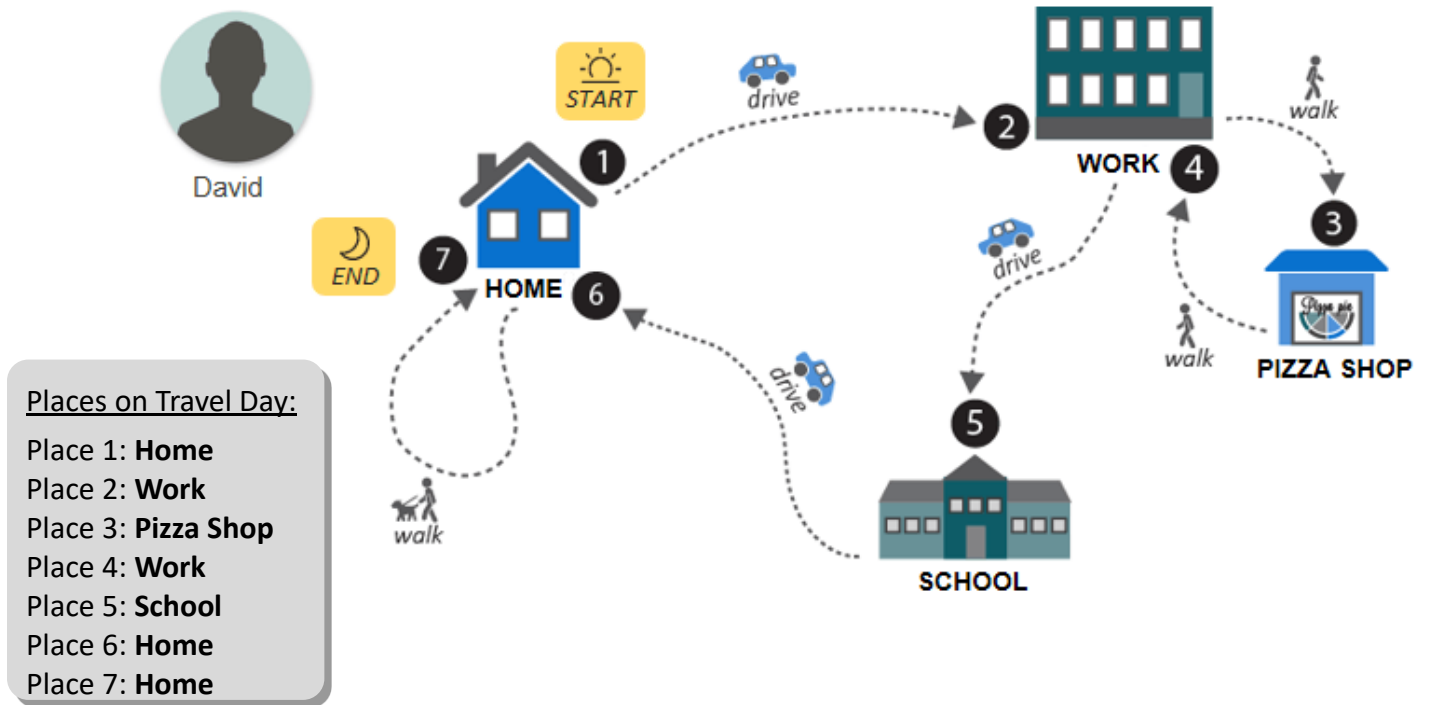 David
START
1
drive
2
WORK
4
walk
3
Pizza pie
PIZZA SHOP
walk
drive
END
7
HOME
6
drive
5
SCHOOL
walk
Places on Travel Day:
Place 1: Home
Place 2: Work
Place 3: Pizza Shop
Place 4: Work
Place 5: School
Place 6: Home
Place 7: Home